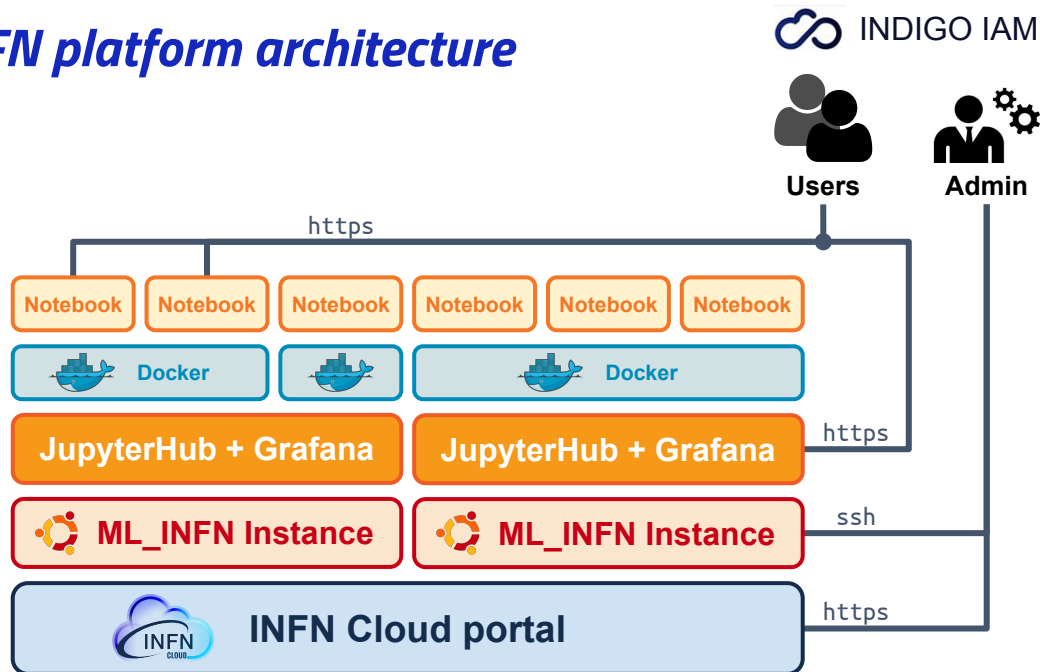 FN platform architecture
INDIGO IAM
Users
Admin
https
Notebook
Notebook
Notebook
Notebook
Notebook
Notebook
Docker
Docker
JupyterHub + Grafana
JupyterHub + Grafana
https
ML_INFN Instance
ML_INFN Instance
ssh
INFN
CLOUD
INFN Cloud portal
https